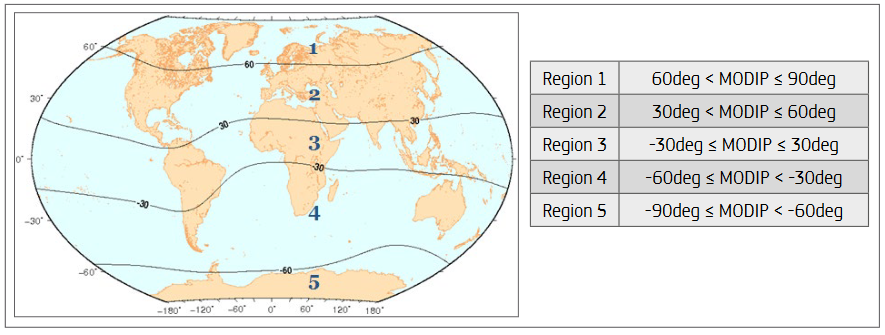 1
60°
60
2
30°
30
30
3
0°
-30
-30
4
-30°
-60°
-60
5
-180° -120° -60° 0° 60° 120° 180°
Region 1 60deg < MODIP ≤ 90deg
Region 2 30deg < MODIP ≤ 60deg
Region 3 -30deg ≤ MODIP ≤ 30deg
Region 4 -60deg ≤ MODIP < -30deg
Region 5 -90deg ≤ MODIP < -60deg